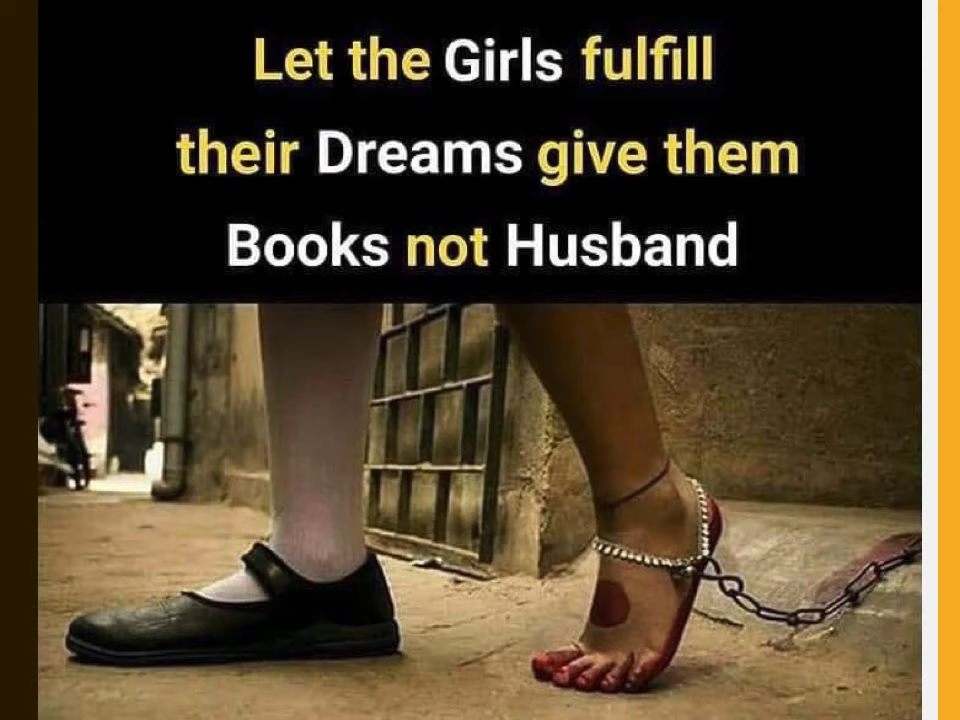 Let the Girls fulfill
their Dreams give them
Books not Husband